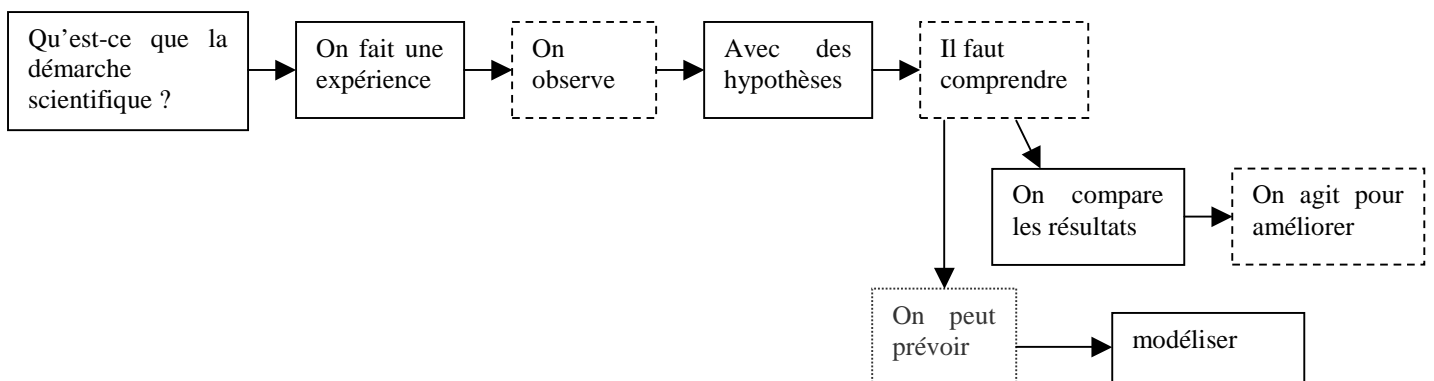 Qu’est-ce que la
démarche
scientifique ?
On fait une
expérience
On
observe
Avec des
hypothèses
Il faut
comprendre
On compare
les résultats
On agit pour
améliorer
On peut
prévoir
modéliser